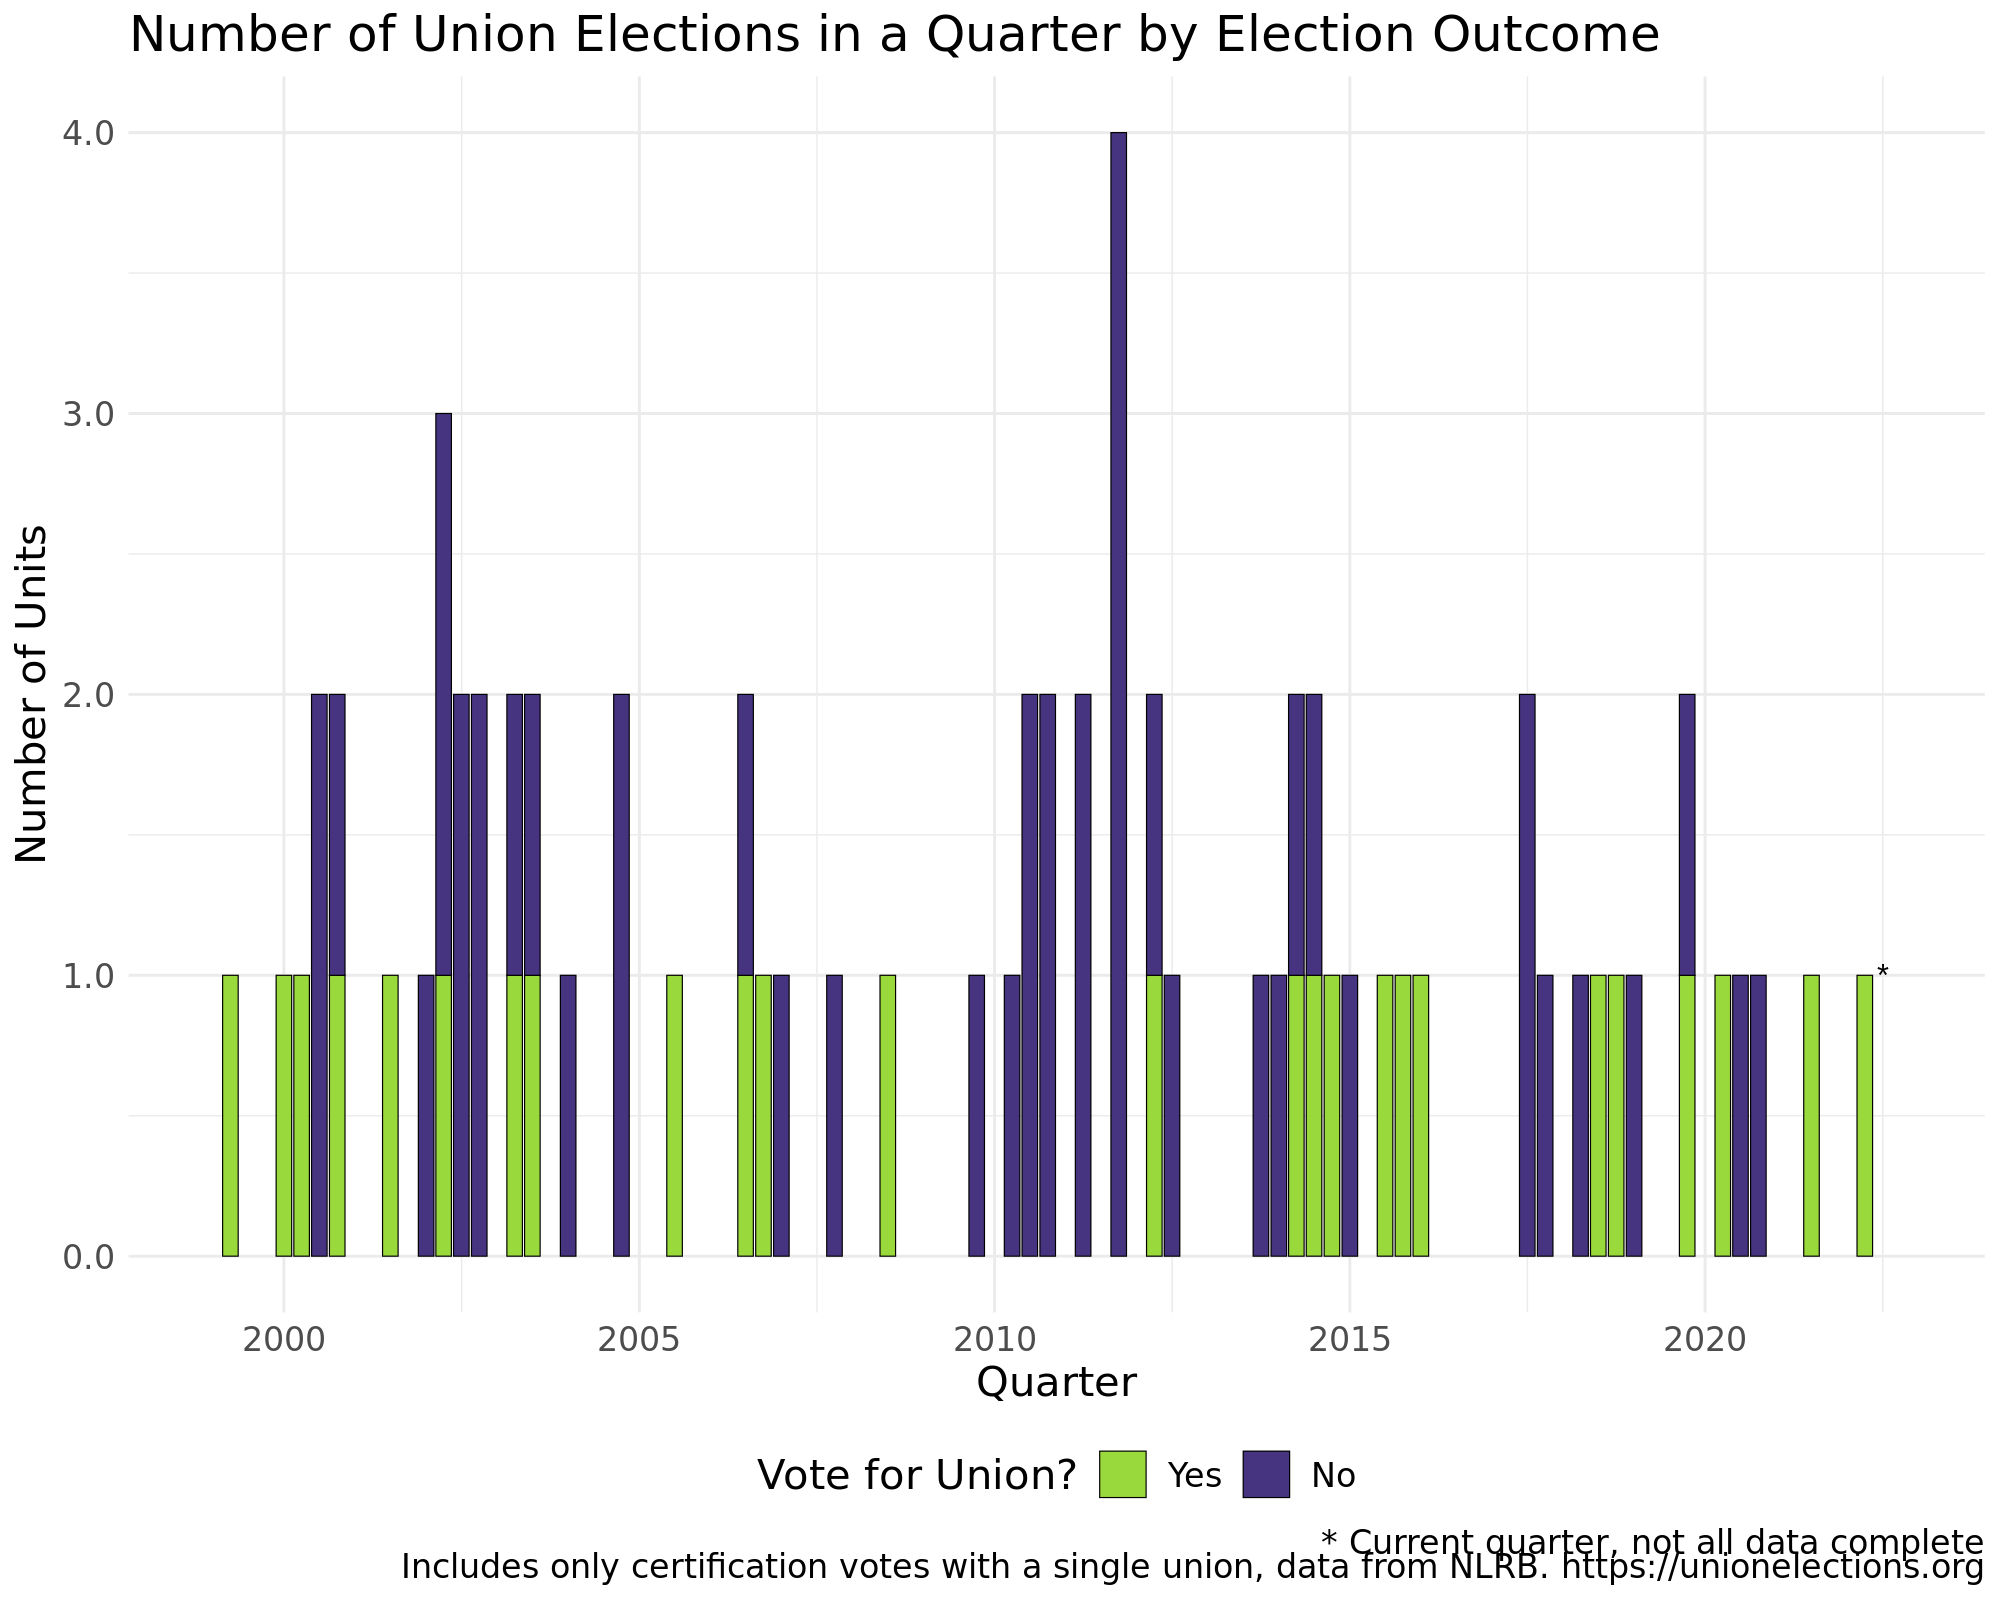 Number of Union Elections in a Quarter by Election Outcome
Number of Units
4.0
3.0
2.0
1.0
0.0
*
2000 2005 2010 2015 2020
Quarter
Vote for Union? Yes No
* Current quarter, not all data complete
Includes only certification votes with a single union, data from NLRB. https://unionelections.org